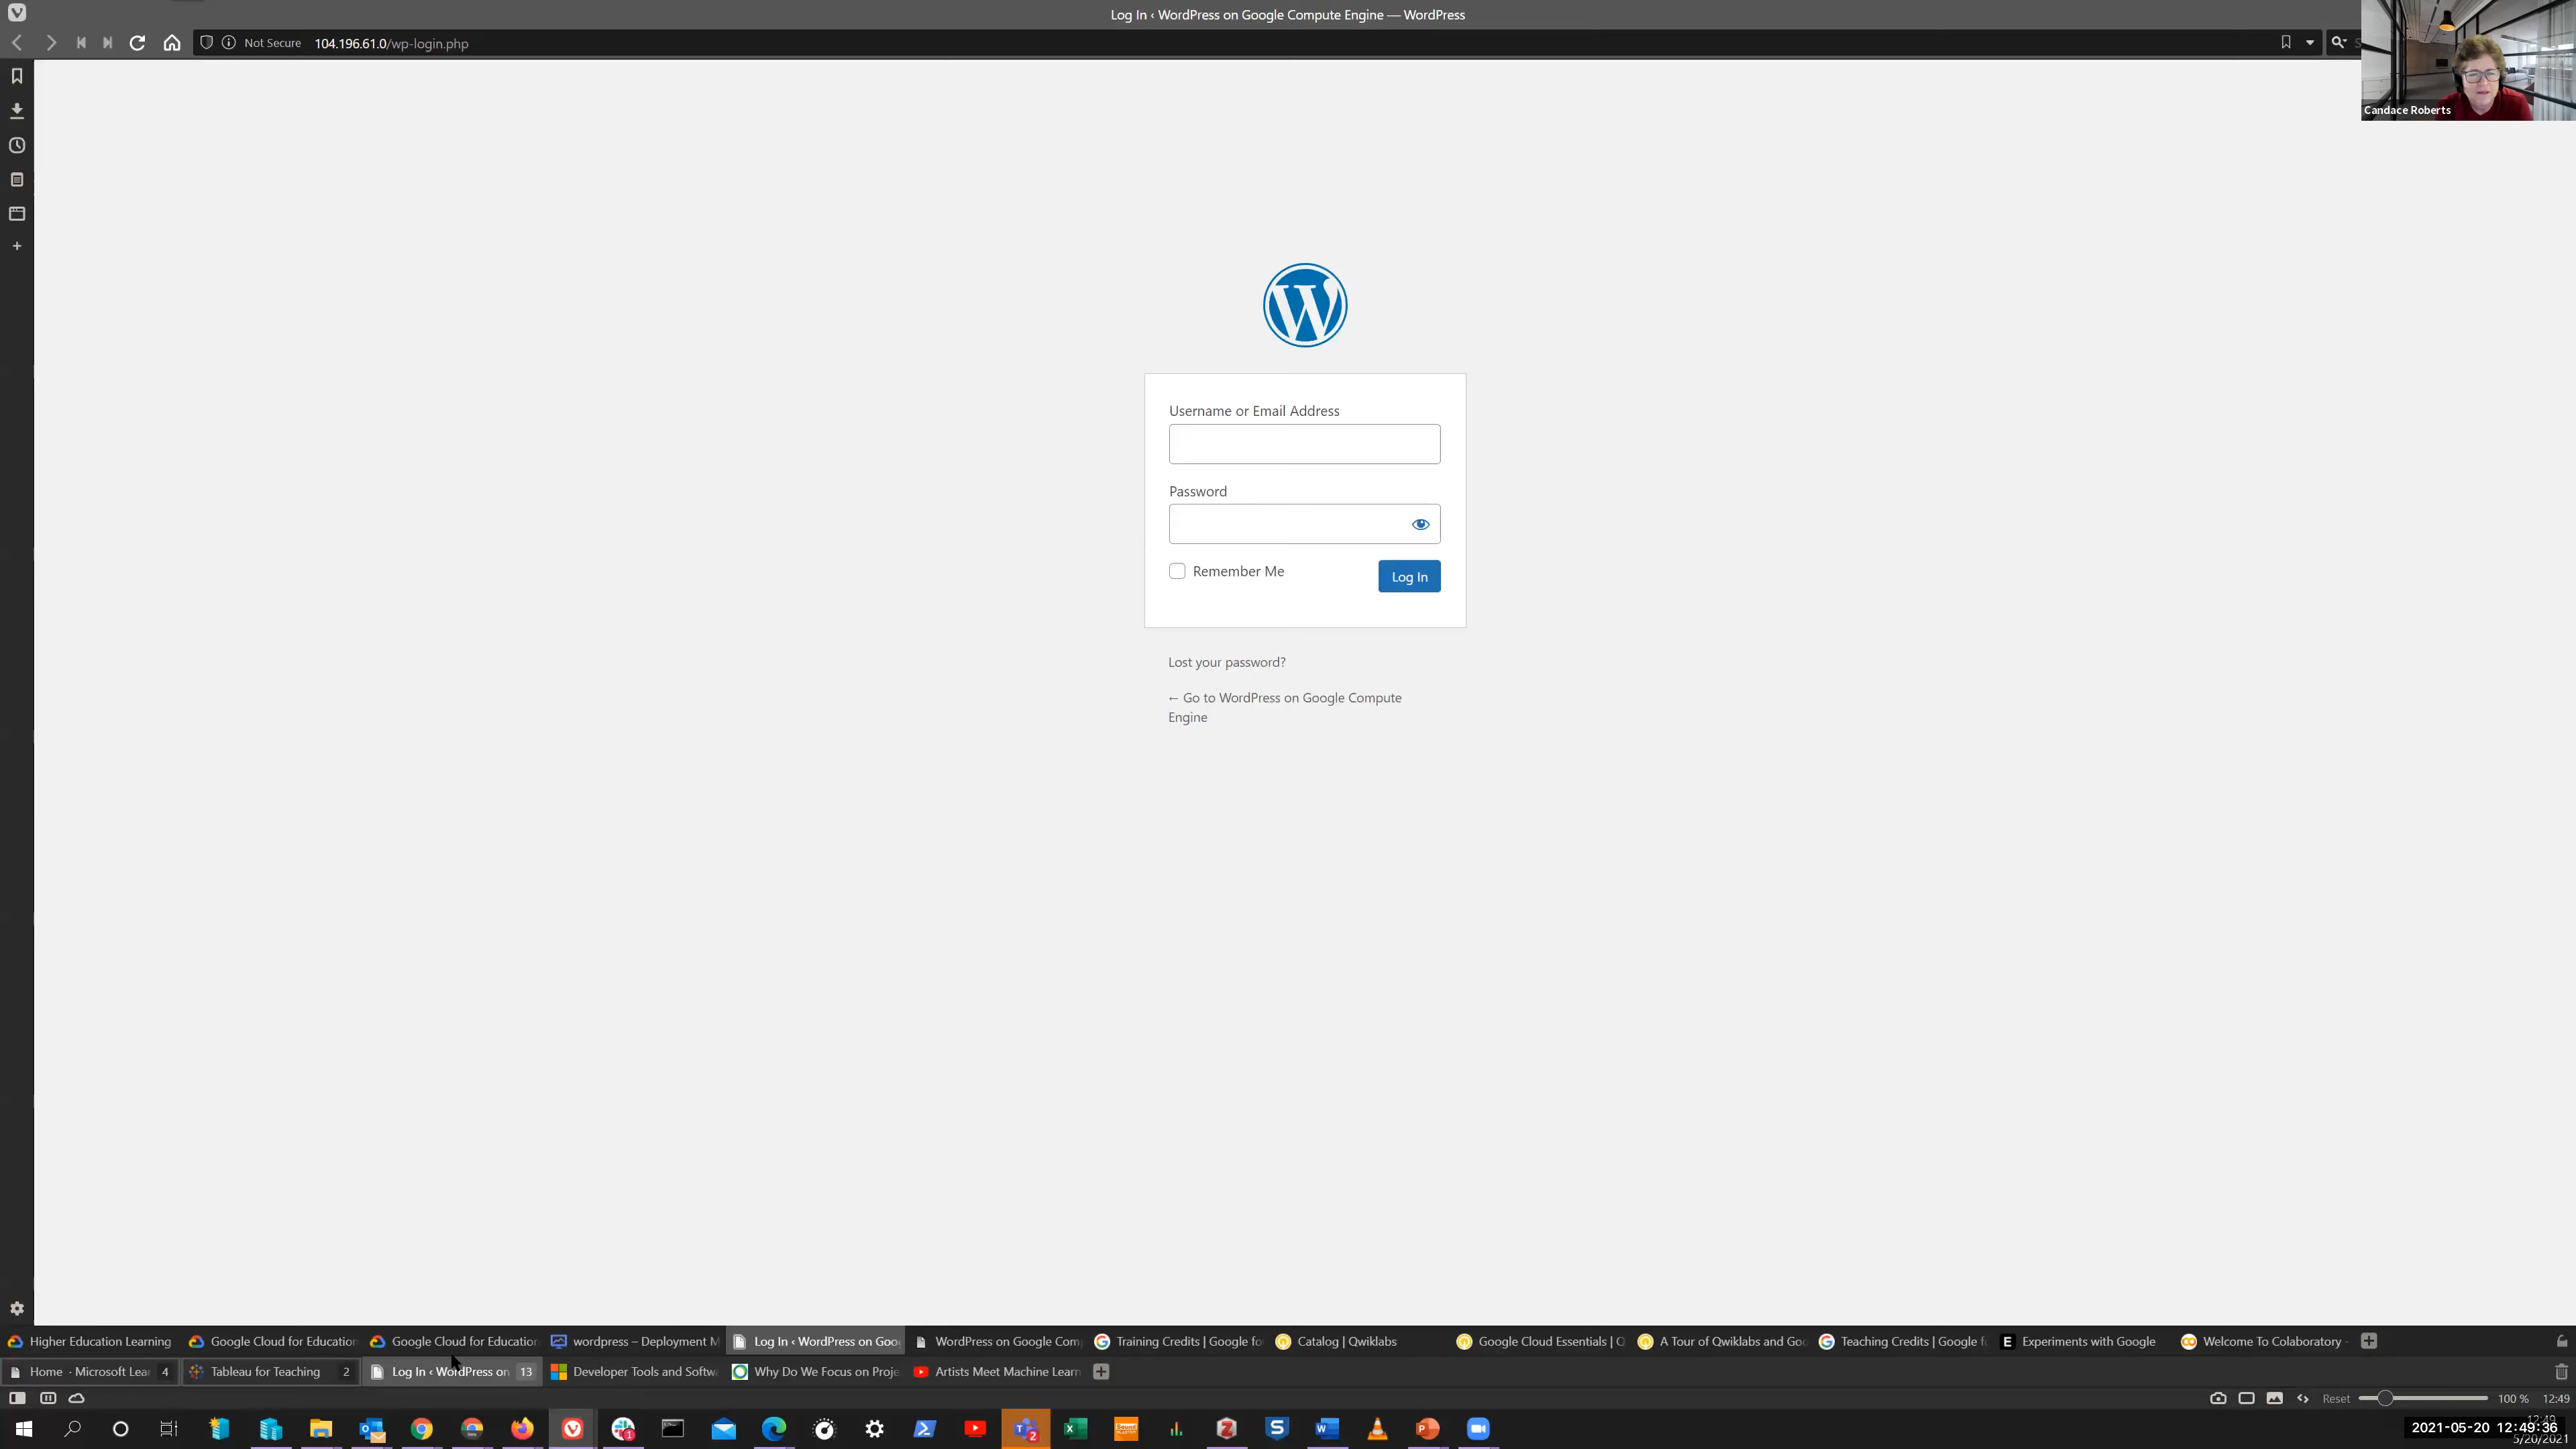 Log In ‹ WordPress on Google Compute Engine — WordPress
Not Secure 104.196.61.0/wp-login.php
Candace Roberts
Username or Email Address
Password
Remember Me
Log In
Lost your password?
← Go to WordPress on Google Compute
Engine
Higher Education Learning
Google Cloud for Education
Google Cloud for Education
wordpress – Deployment M
Log In ‹ WordPress on Goo
WordPress on Google Com
Training Credits | Google fo
Catalog | Qwiklabs
Google Cloud Essentials | Q
A Tour of Qwiklabs and Goo
Teaching Credits | Google f
Experiments with Google
Welcome To Colaboratory
Home · Microsoft Lea 4
Tableau for Teaching 2
Log In ‹ WordPress on 13
Developer Tools and Softw
Why Do We Focus on Proje
Artists Meet Machine Learn
Reset 100 % 12:49
2021-05-20 12:49:36
5/20/2021